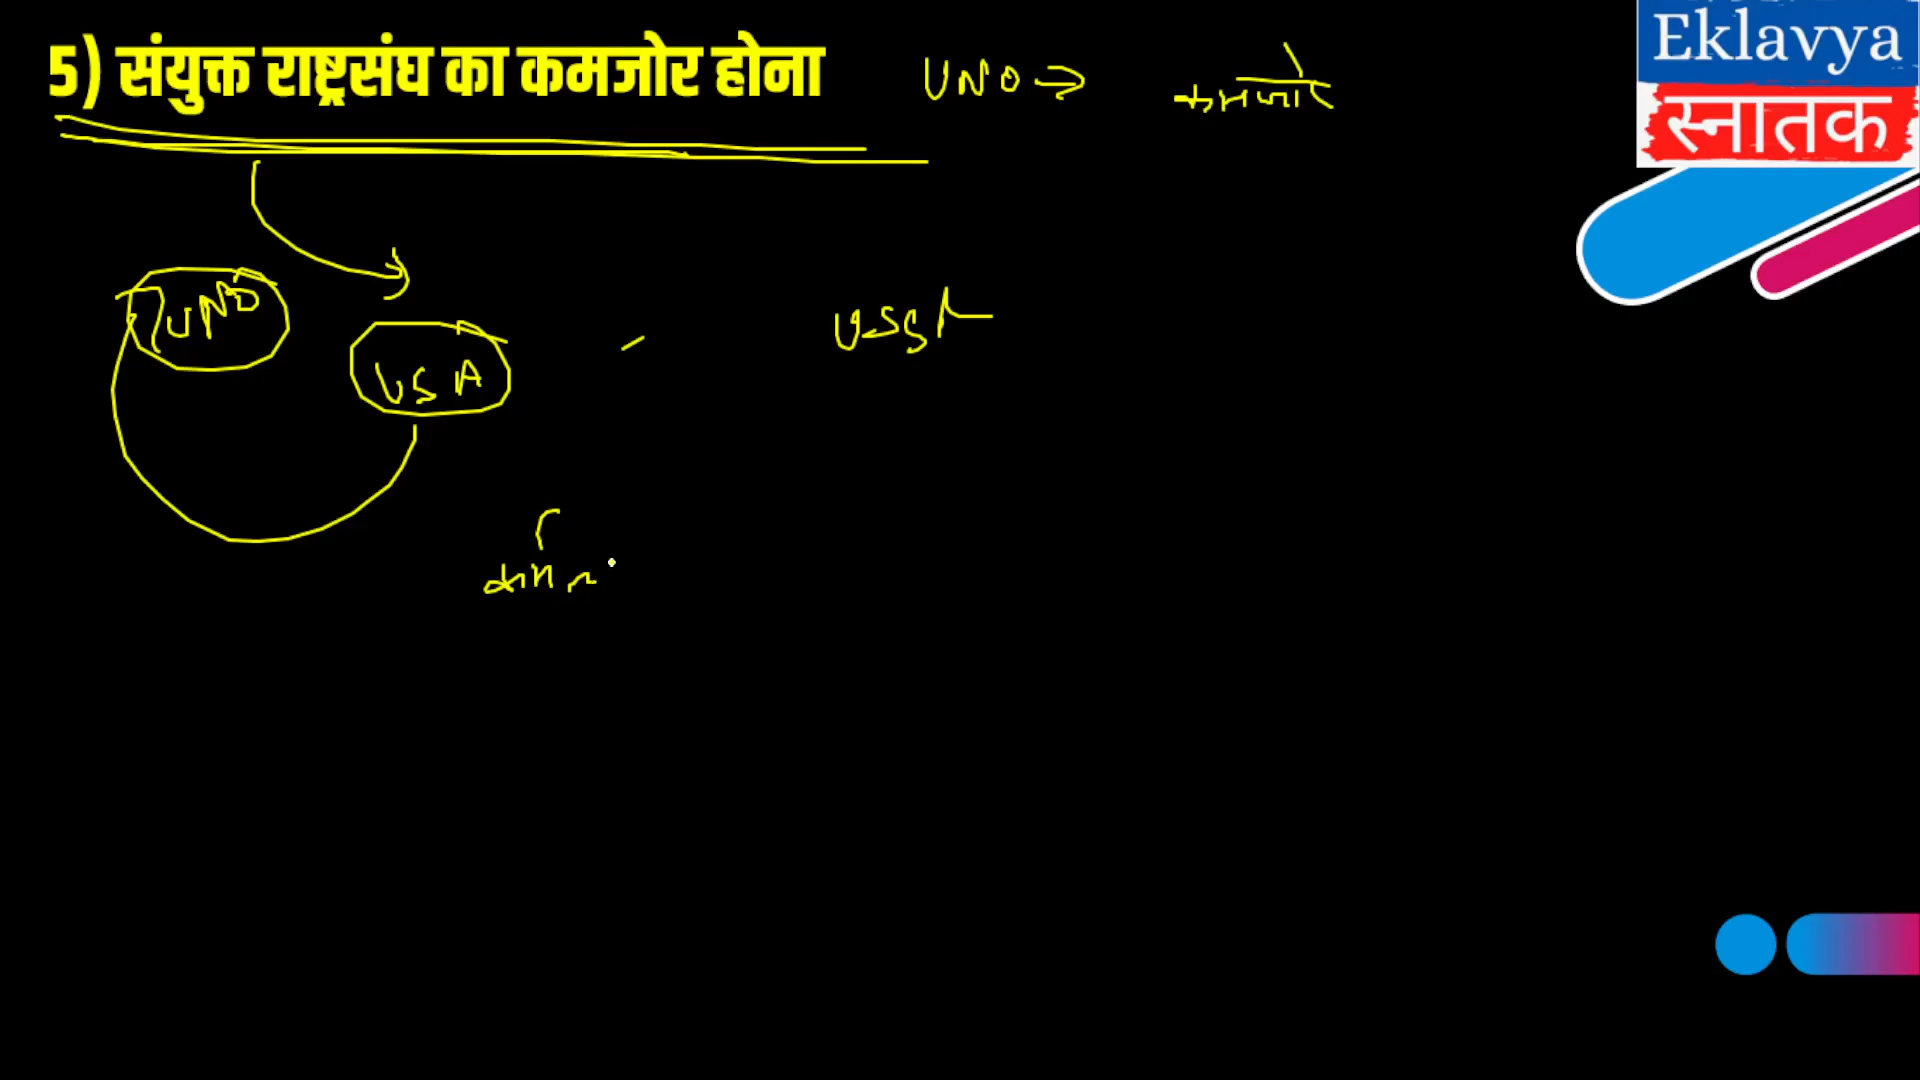 5) संयुक्त राष्ट्रसंघ का कमजोर होना
UNO → कमजोर
Eklavya
स्नातक
UNO
USA - USSR